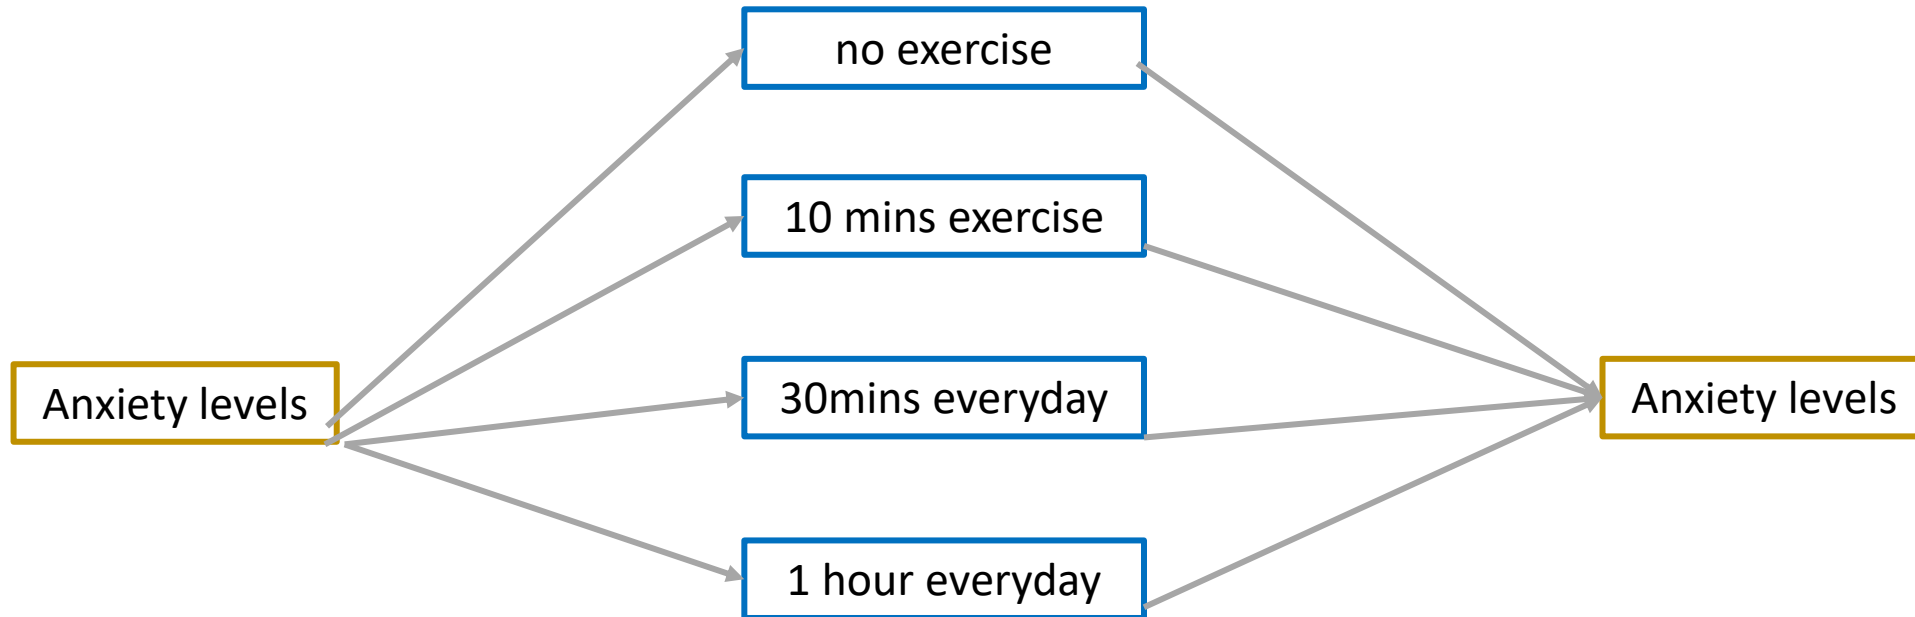 no exercise
10 mins exercise
Anxiety levels
30mins everyday
Anxiety levels
1 hour everyday